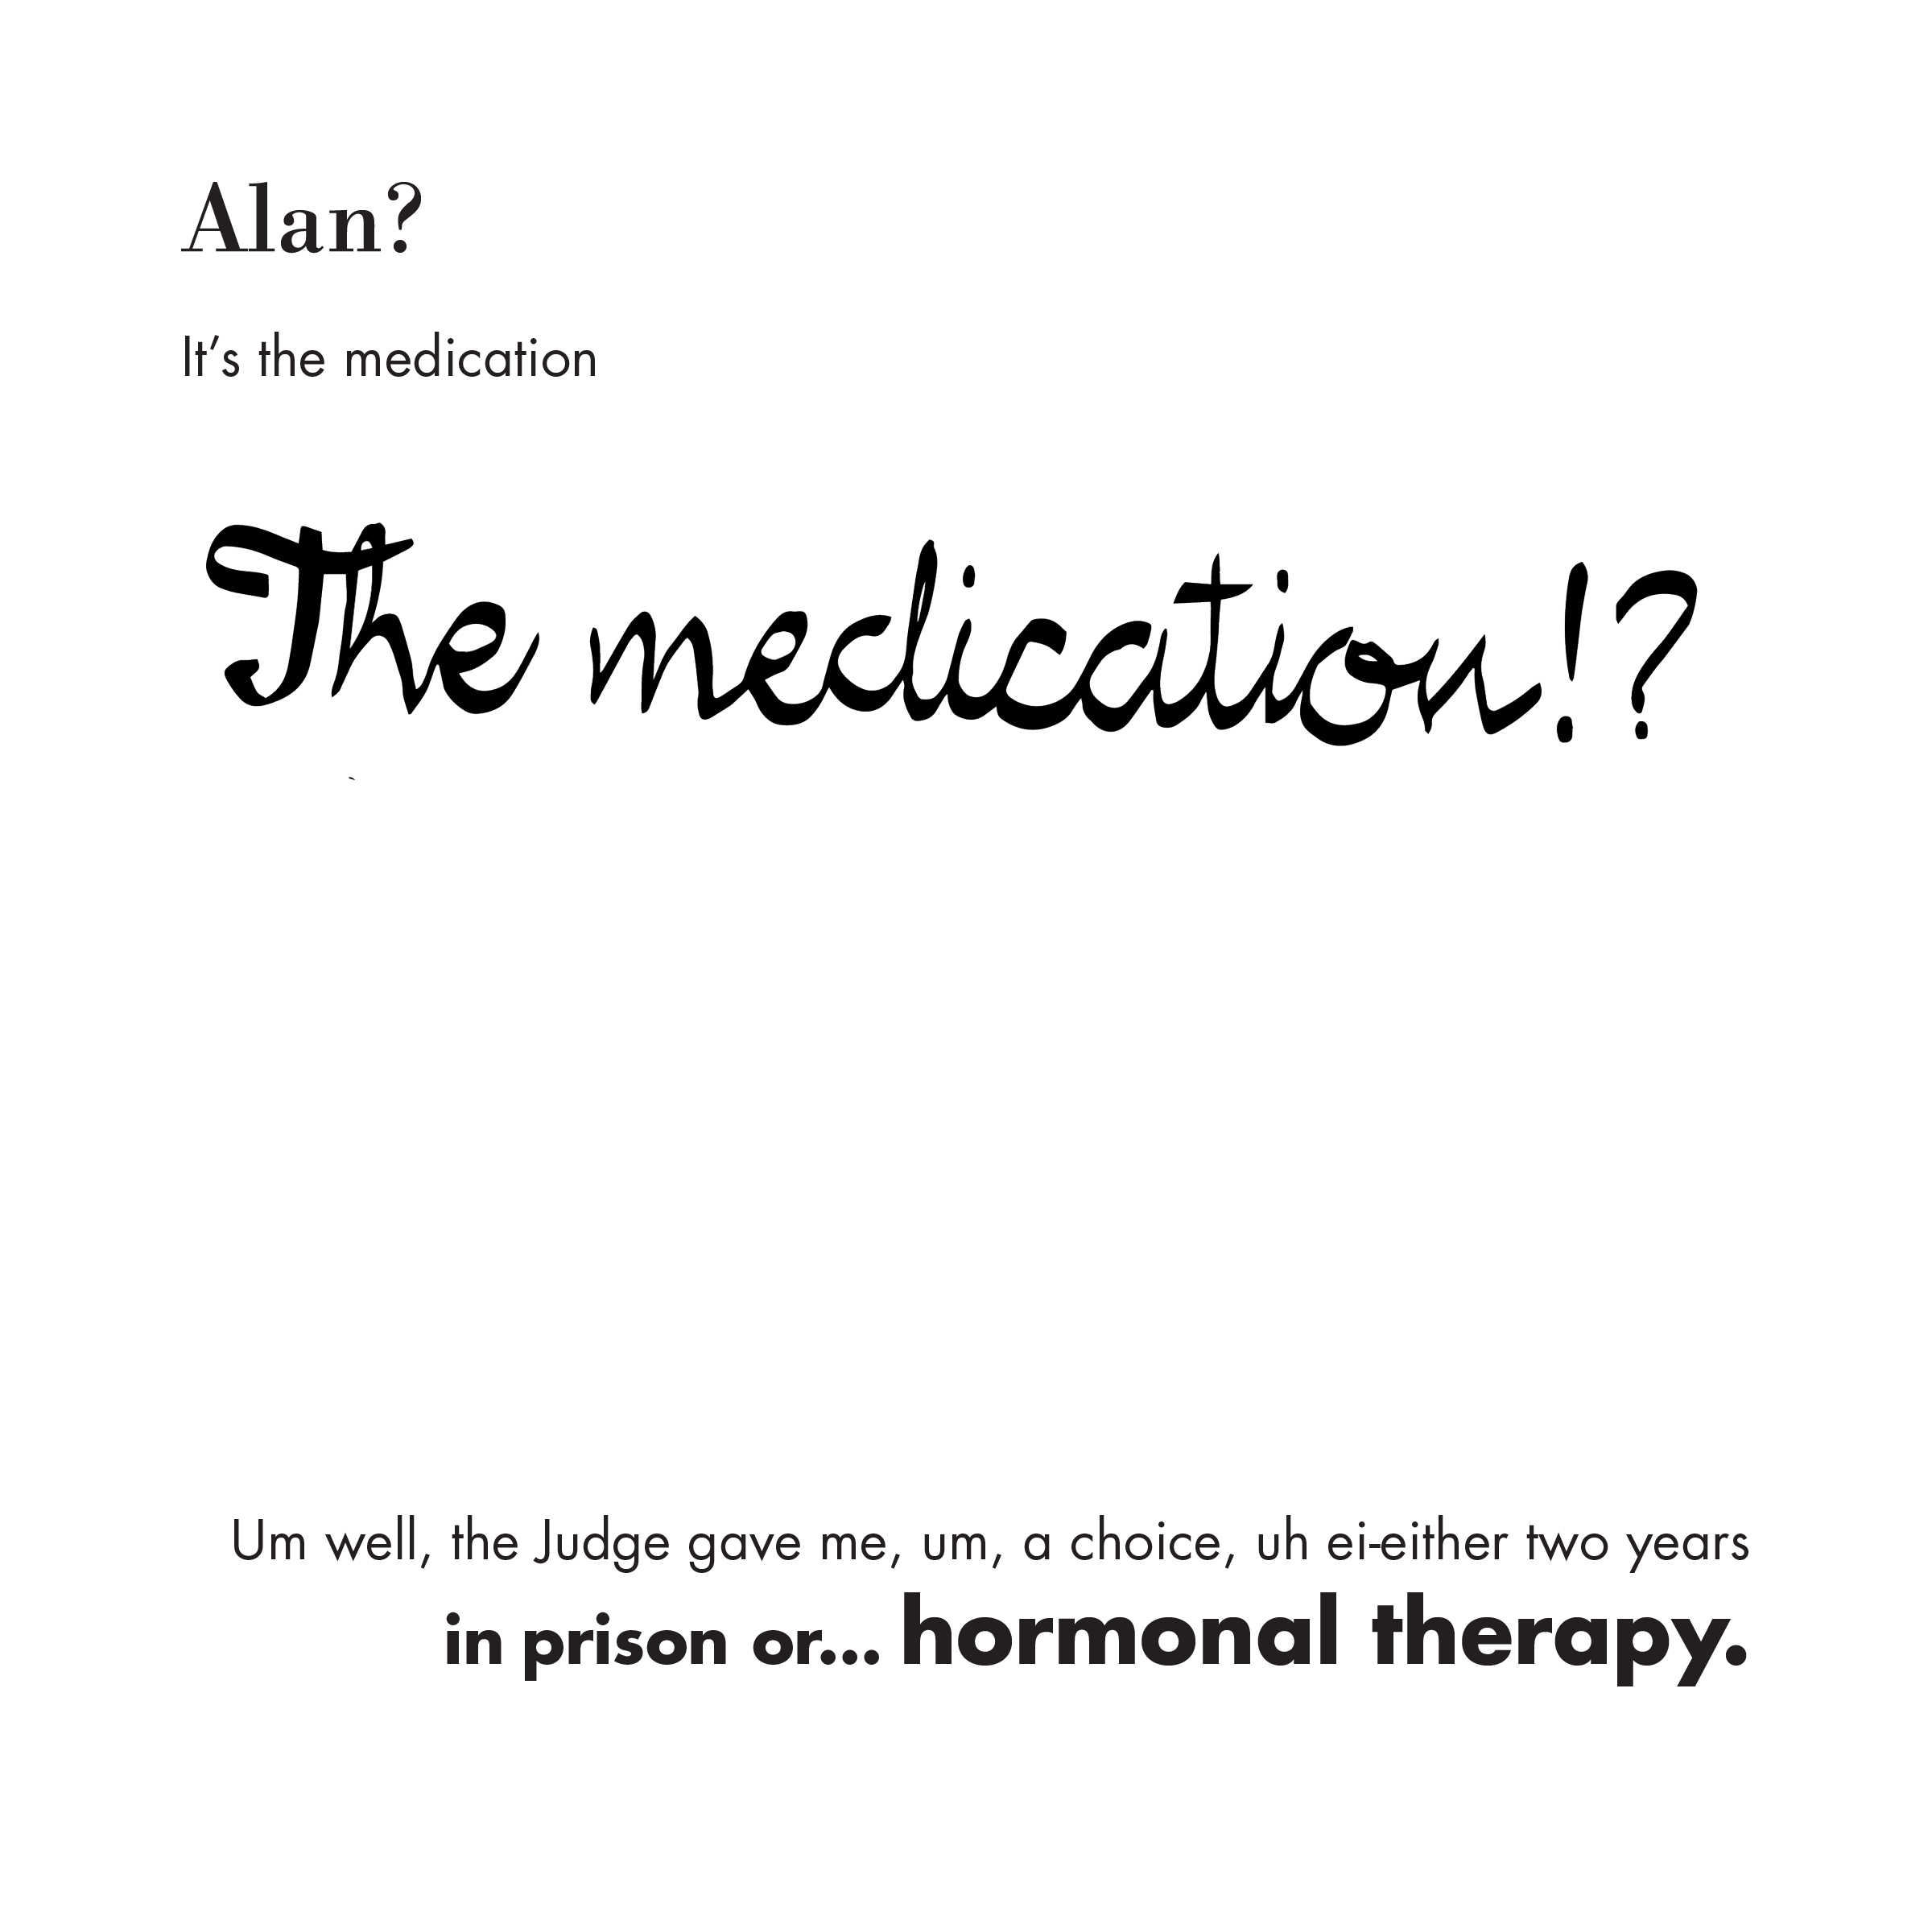 Alan?
It's the medication
The medication!?
Um well, the Judge gave me, um, a choice, uh ei-either two years
in prison or... hormonal therapy.